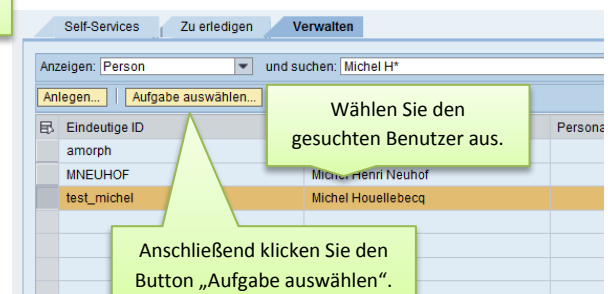 Self-Services Zu erledigen Verwalten
Anzeigen: Person und suchen: Michel H*
Anlegen... Aufgabe auswählen...
Wählen Sie den
gesuchten Benutzer aus.
Eindeutige ID
amorph
MNEUHOF Michel Henri Neuhof
test_michel Michel Houellebecq
Anschließend klicken Sie den
Button „Aufgabe auswählen“.